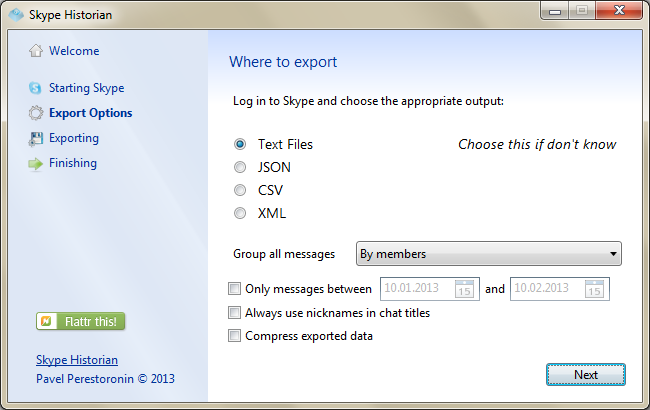 Skype Historian
Welcome
Starting Skype
Export Options
Exporting
Finishing
Flattr this!
Skype Historian
Pavel Perestoronin © 2013
Where to export
Log in to Skype and choose the appropriate output:
Text Files Choose this if don't know
JSON
CSV
XML
Group all messages By members
Only messages between 10.01.2013 15 and 10.02.2013 15
Always use nicknames in chat titles
Compress exported data
Next